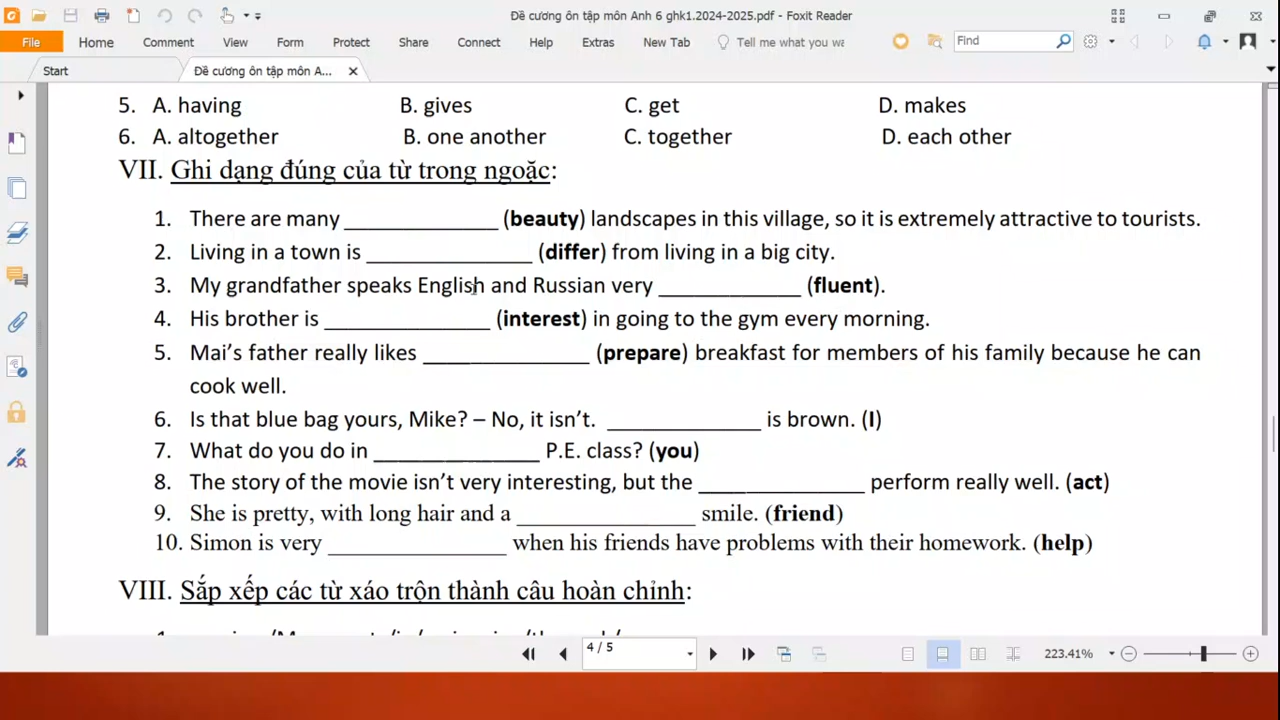 Đề cương ôn tập môn Anh 6 ghk1.2024-2025.pdf - Foxit Reader
File Home Comment View Form Protect Share Connect Help Extras New Tab Tell me what you wa Find
Start Đề cương ôn tập môn A...
5. A. having B. gives C. get D. makes
6. A. altogether B. one another C. together D. each other
VII. Ghi dạng đúng của từ trong ngoặc:
1. There are many _____________ (beauty) landscapes in this village, so it is extremely attractive to tourists.
2. Living in a town is ______________ (differ) from living in a big city.
3. My grandfather speaks English and Russian very ____________ (fluent).
4. His brother is ______________ (interest) in going to the gym every morning.
5. Mai’s father really likes ______________ (prepare) breakfast for members of his family because he can
cook well.
6. Is that blue bag yours, Mike? – No, it isn’t. _____________ is brown. (I)
7. What do you do in ______________ P.E. class? (you)
8. The story of the movie isn’t very interesting, but the ______________ perform really well. (act)
9. She is pretty, with long hair and a ________________ smile. (friend)
10. Simon is very ________________ when his friends have problems with their homework. (help)
VIII. Sắp xếp các từ xáo trộn thành câu hoàn chỉnh:
4 / 5 223.41%